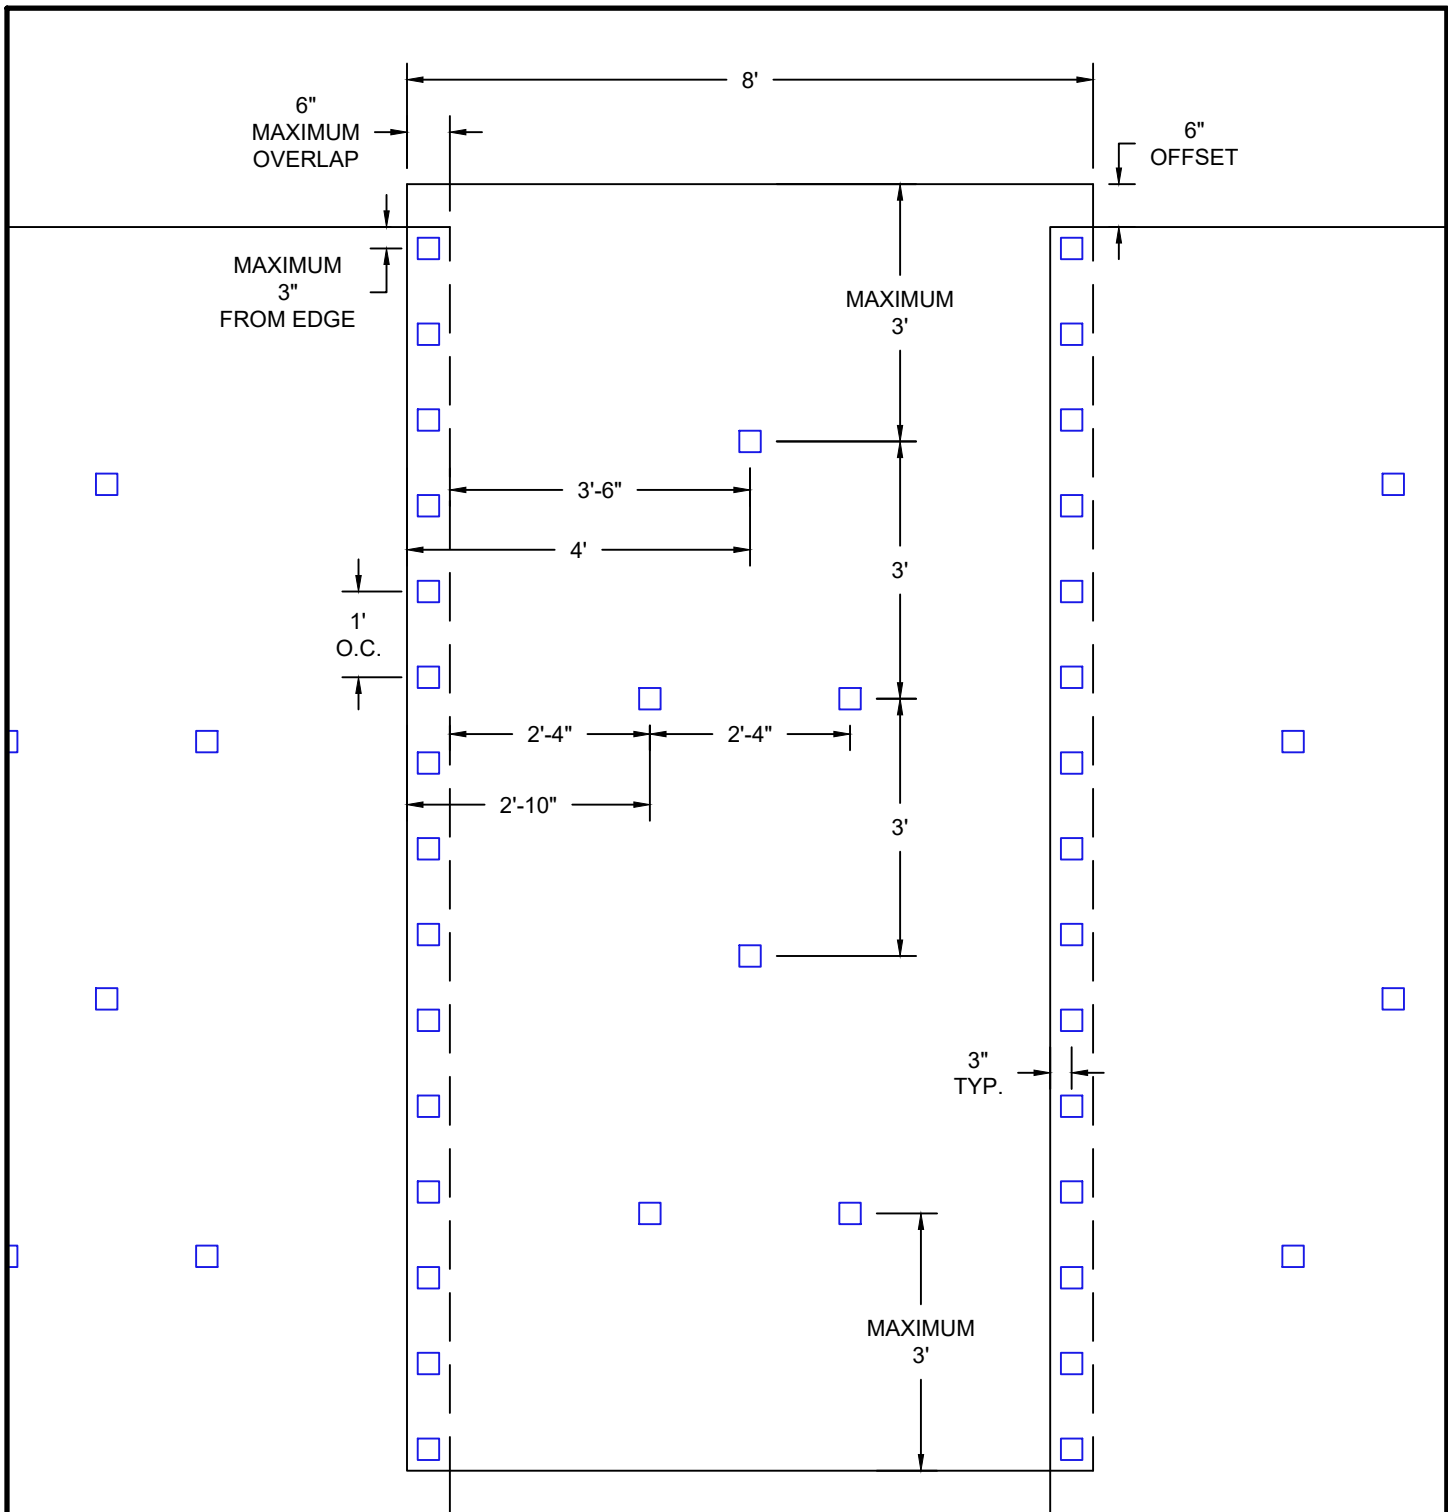 8'
6"
MAXIMUM
OVERLAP
6"
OFFSET
MAXIMUM
3"
FROM EDGE
MAXIMUM
3'
3'-6"
4'
3'
1'
O.C.
2'-4"
2'-4"
2'-10"
3'
3"
TYP.
MAXIMUM
3'